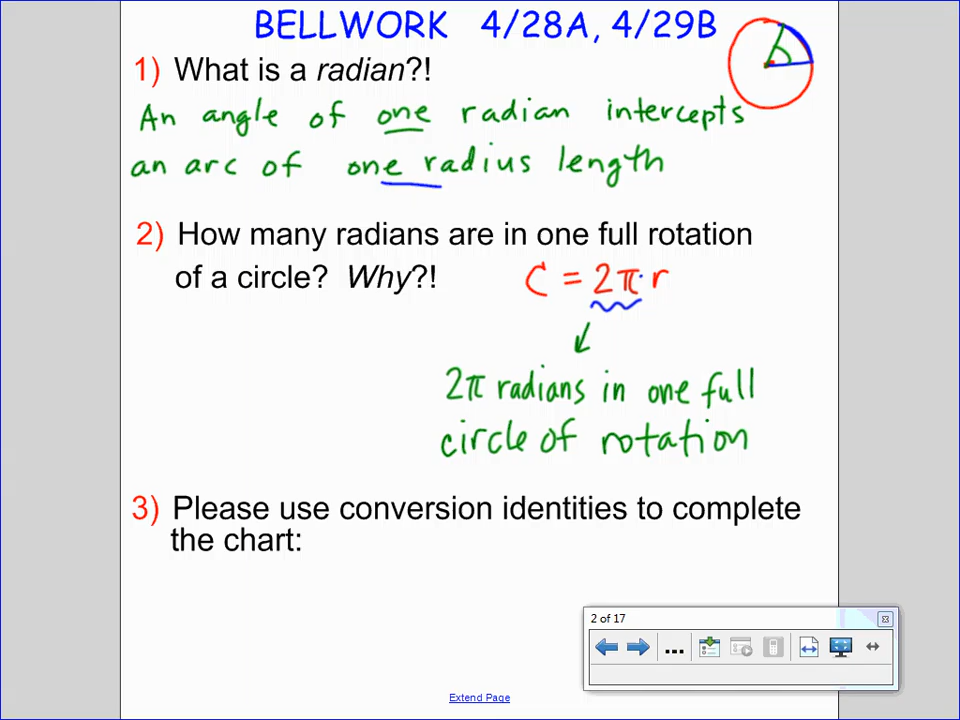 BELLWORK 4/28A, 4/29B
1) What is a radian?!
An angle of one radian intercepts
an arc of one radius length
2) How many radians are in one full rotation
of a circle? Why?!
C = 2π·r
2π radians in one full
circle of rotation
3) Please use conversion identities to complete
the chart:
2 of 17
...
Extend Page